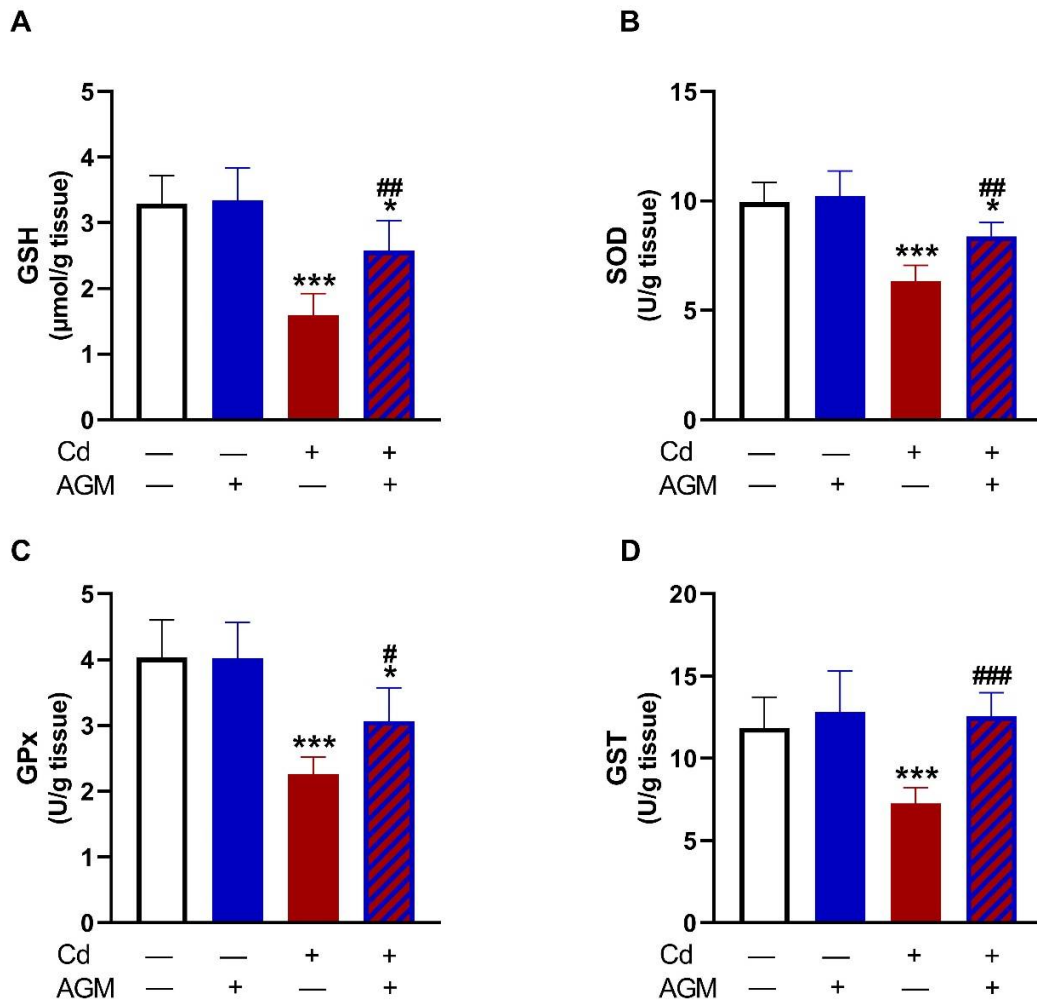 A
GSH
(µmol/g tissue)
5
4
3
2
1
0
***
##
*
Cd — — + +
AGM — + — +
B
SOD
(U/g tissue)
15
10
5
0
***
##
*
Cd — — + +
AGM — + — +
C
GPx
(U/g tissue)
5
4
3
2
1
0
***
#
*
Cd — — + +
AGM — + — +
D
GST
(U/g tissue)
20
15
10
5
0
***
###
Cd — — + +
AGM — + — +